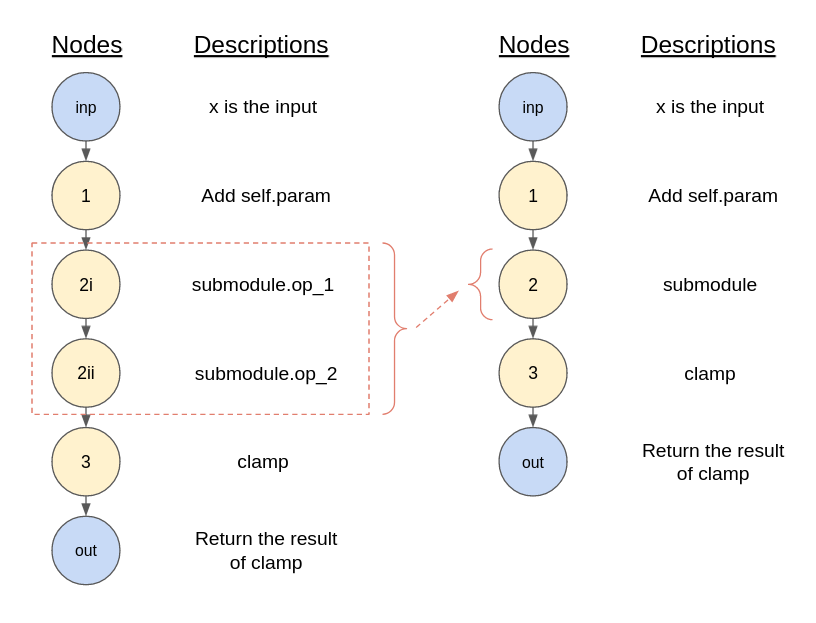 Nodes Descriptions
inp x is the input
1 Add self.param
2i submodule.op_1
2ii submodule.op_2
3 clamp
out Return the result
of clamp
Nodes Descriptions
inp x is the input
1 Add self.param
2 submodule
3 clamp
out Return the result
of clamp